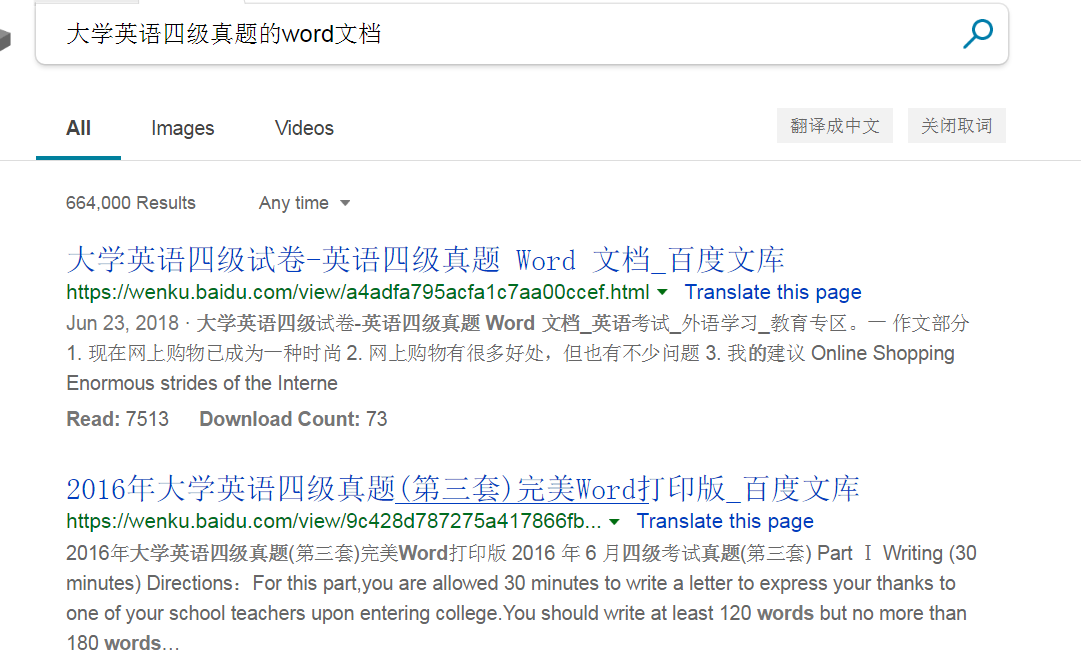 大学英语四级真题的word文档
All Images Videos 翻译成中文 关闭取词
664,000 Results Any time
大学英语四级试卷-英语四级真题 Word 文档_百度文库
https://wenku.baidu.com/view/a4adfa795acfa1c7aa00ccef.html Translate this page
Jun 23, 2018 · 大学英语四级试卷-英语四级真题 Word 文档_英语考试_外语学习_教育专区。一 作文部分
1. 现在网上购物已成为一种时尚 2. 网上购物有很多好处，但也有不少问题 3. 我的建议 Online Shopping
Enormous strides of the Interne
Read: 7513 Download Count: 73
2016年大学英语四级真题(第三套)完美Word打印版_百度文库
https://wenku.baidu.com/view/9c428d787275a417866fb... Translate this page
2016年大学英语四级真题(第三套)完美Word打印版 2016 年 6 月四级考试真题(第三套) Part Ⅰ Writing (30
minutes) Directions：For this part,you are allowed 30 minutes to write a letter to express your thanks to
one of your school teachers upon entering college.You should write at least 120 words but no more than
180 words…